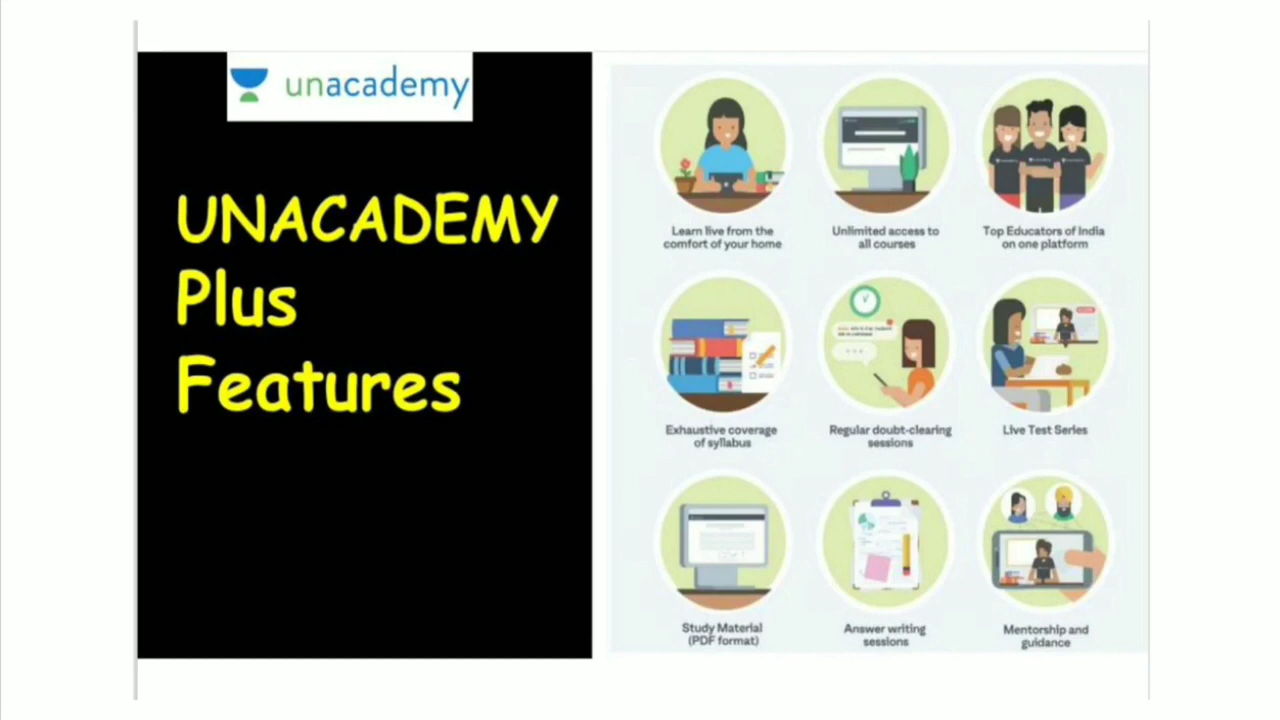 unacademy
UNACADEMY
Plus
Features
Learn live from the
comfort of your home
Unlimited access to
all courses
Top Educators of India
on one platform
Exhaustive coverage
of syllabus
Regular doubt-clearing
sessions
Live Test Series
Study Material
(PDF format)
Answer writing
sessions
Mentorship and
guidance